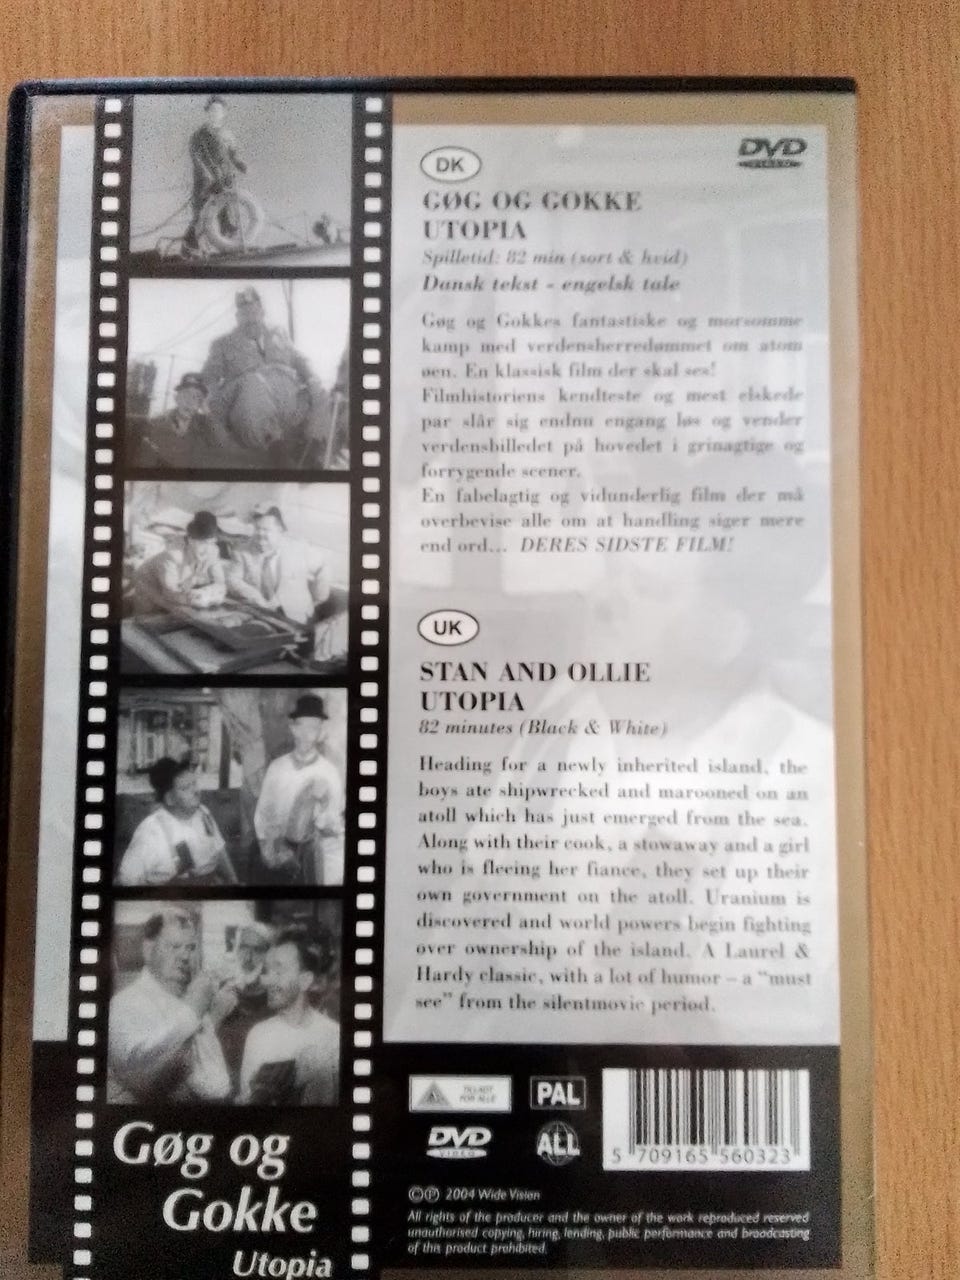 DVD
VIDEO
DK
GØG OG GOKKE
UTOPIA
Spilletid: 82 min (sort & hvid)
Dansk tekst - engelsk tale
Gøg og Gokkes fantastiske og morsomme
kamp med verdensherredømmet om atom
øen. En klassisk film der skal ses!
Filmhistoriens kendteste og mest elskede
par slår sig endnu engang løs og vender
verdensbilledet på hovedet i grinagtige og
forrygende scener.
En fabelagtig og vidunderlig film der må
overbevise alle om at handling siger mere
end ord... DERES SIDSTE FILM!
UK
STAN AND OLLIE
UTOPIA
82 minutes (Black & White)
Heading for a newly inherited island, the
boys ate shipwrecked and marooned on an
atoll which has just emerged from the sea.
Along with their cook, a stowaway and a girl
who is fleeing her fiance, they set up their
own government on the atoll. Uranium is
discovered and world powers begin fighting
over ownership of the island. A Laurel &
Hardy classic, with a lot of humor – a "must
see" from the silentmovie period.
TILLADT
FOR ALLE
PAL
DVD
VIDEO
ALL
5 709165 560323
©℗ 2004 Wide Vision
All rights of the producer and the owner of the work reproduced reserved
unauthorised copying, hiring, lending, public performance and broadcasting
of this product prohibited.
Gøg og
Gokke
Utopia